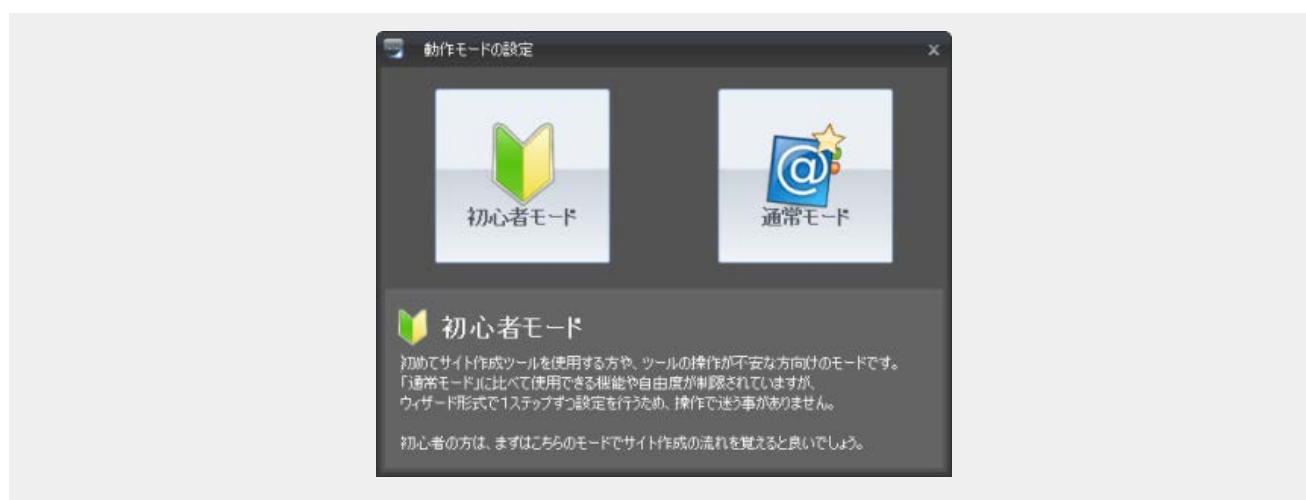 動作モードの設定
初心者モード
通常モード
初心者モード
初めてサイト作成ツールを使用する方や、ツールの操作が不安な方向けのモードです。
「通常モード」に比べて使用できる機能や自由度が制限されていますが、
ウィザード形式で1ステップずつ設定を行うため、操作で迷う事がありません。
初心者の方は、まずはこちらのモードでサイト作成の流れを覚えると良いでしょう。